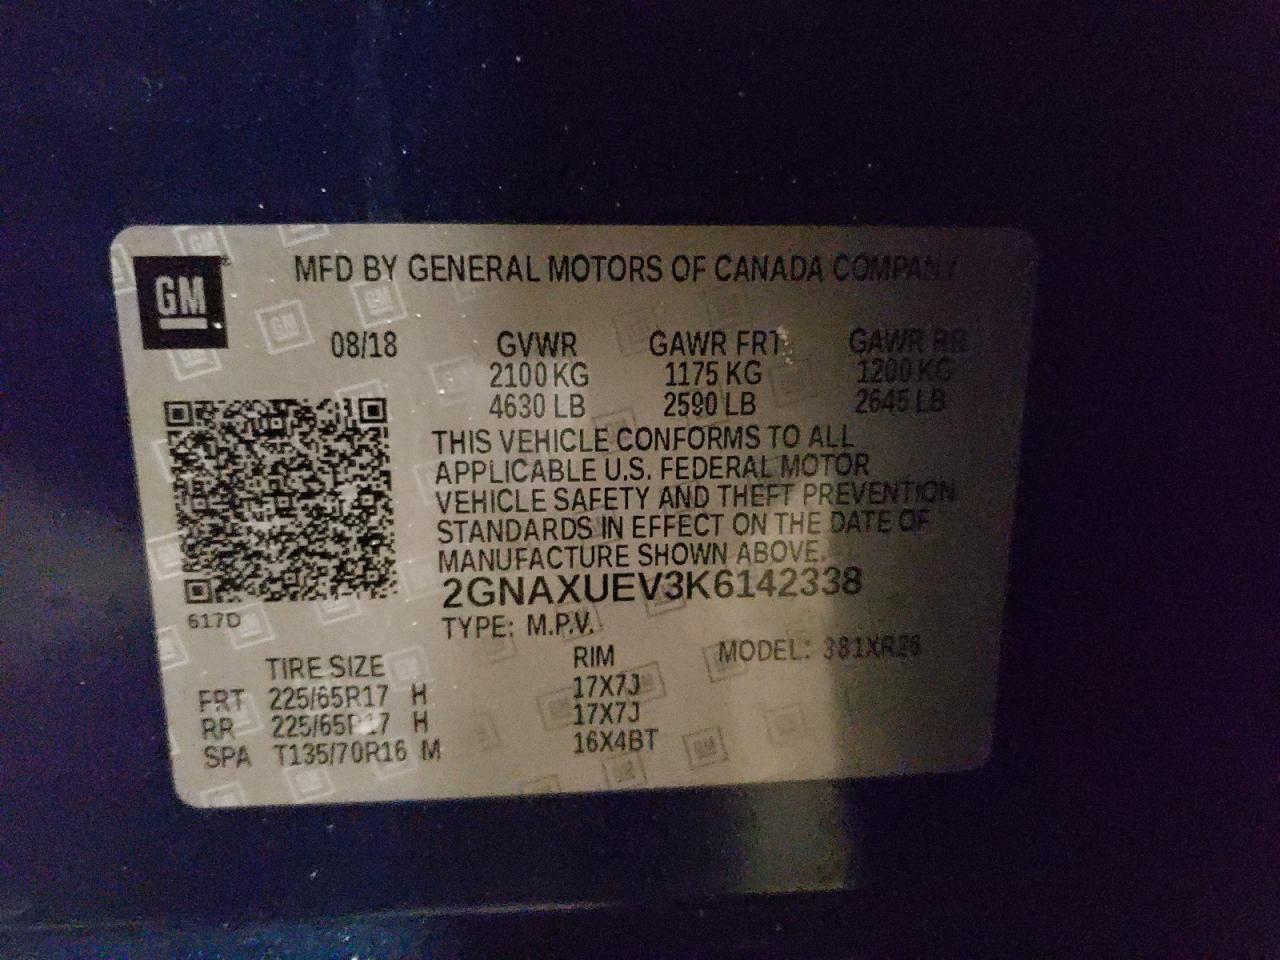 GM
MFD BY GENERAL MOTORS OF CANADA COMPANY
08/18 GVWR GAWR FRT GAWR RR
2100 KG 1175 KG 1200 KG
4630 LB 2590 LB 2645 LB
THIS VEHICLE CONFORMS TO ALL
APPLICABLE U.S. FEDERAL MOTOR
VEHICLE SAFETY AND THEFT PREVENTION
STANDARDS IN EFFECT ON THE DATE OF
MANUFACTURE SHOWN ABOVE.
2GNAXUEV3K6142338
617D
TYPE: M.P.V.
TIRE SIZE RIM MODEL: 381XR26
FRT 225/65R17 H 17X7J
RR 225/65R17 H 17X7J
SPA T135/70R16 M 16X4BT